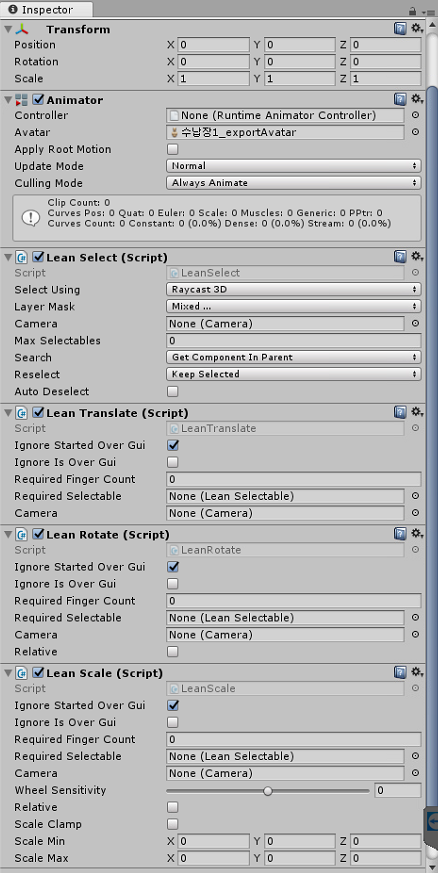 Inspector
Transform
Position X 0 Y 0 Z 0
Rotation X 0 Y 0 Z 0
Scale X 1 Y 1 Z 1
Animator
Controller None (Runtime Animator Controller)
Avatar 수납장1_exportAvatar
Apply Root Motion
Update Mode Normal
Culling Mode Always Animate
Clip Count: 0
Curves Pos: 0 Quat: 0 Euler: 0 Scale: 0 Muscles: 0 Generic: 0 PPtr: 0
Curves Count: 0 Constant: 0 (0.0%) Dense: 0 (0.0%) Stream: 0 (0.0%)
Lean Select (Script)
Script LeanSelect
Select Using Raycast 3D
Layer Mask Mixed ...
Camera None (Camera)
Max Selectables 0
Search Get Component In Parent
Reselect Keep Selected
Auto Deselect
Lean Translate (Script)
Script LeanTranslate
Ignore Started Over Gui
Ignore Is Over Gui
Required Finger Count 0
Required Selectable None (Lean Selectable)
Camera None (Camera)
Lean Rotate (Script)
Script LeanRotate
Ignore Started Over Gui
Ignore Is Over Gui
Required Finger Count 0
Required Selectable None (Lean Selectable)
Camera None (Camera)
Relative
Lean Scale (Script)
Script LeanScale
Ignore Started Over Gui
Ignore Is Over Gui
Required Finger Count 0
Required Selectable None (Lean Selectable)
Camera None (Camera)
Wheel Sensitivity 0
Relative
Scale Clamp
Scale Min X 0 Y 0 Z 0
Scale Max X 0 Y 0 Z 0